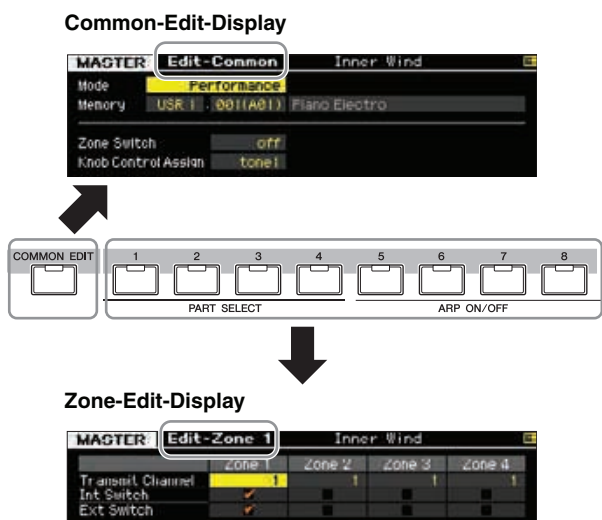 Common-Edit-Display
MASTER Edit-Common Inner Wind
Mode Performance
Memory USR 1 . 001(A01) Piano Electro
Zone Switch off
Knob Control Assign tone1
COMMON EDIT 1 2 3 4 5 6 7 8
PART SELECT ARP ON/OFF
Zone-Edit-Display
MASTER Edit-Zone 1 Inner Wind
Zone 1 Zone 2 Zone 3 Zone 4
Transmit Channel 1 1 1 1
Int Switch
Ext Switch